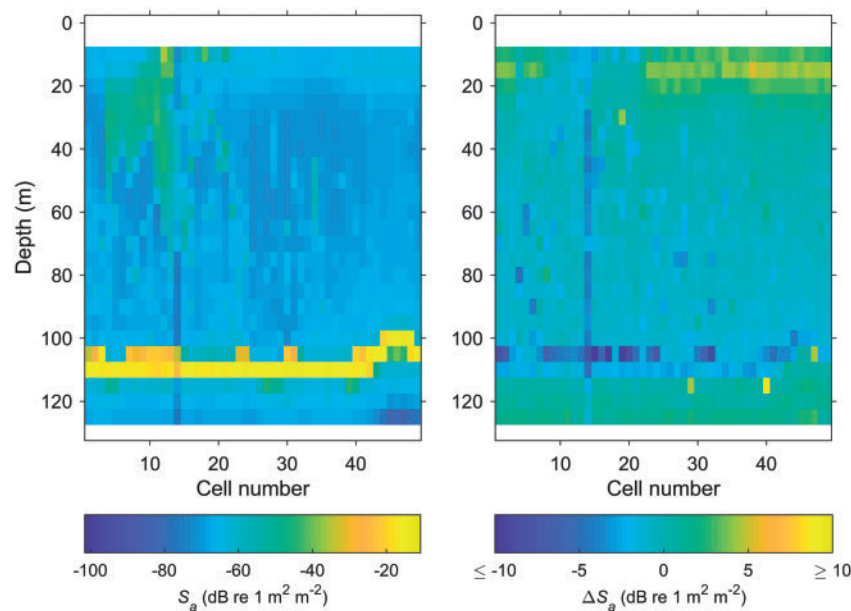 0 0
20 20
40 40
60 60
80 80
100 100
120 120
Depth (m)
10 20 30 40 10 20 30 40
Cell number Cell number
-100 -80 -60 -40 -20 ≤ -10 -5 0 5 ≥ 10
Sₐ (dB re 1 m² m⁻²) ΔSₐ (dB re 1 m² m⁻²)